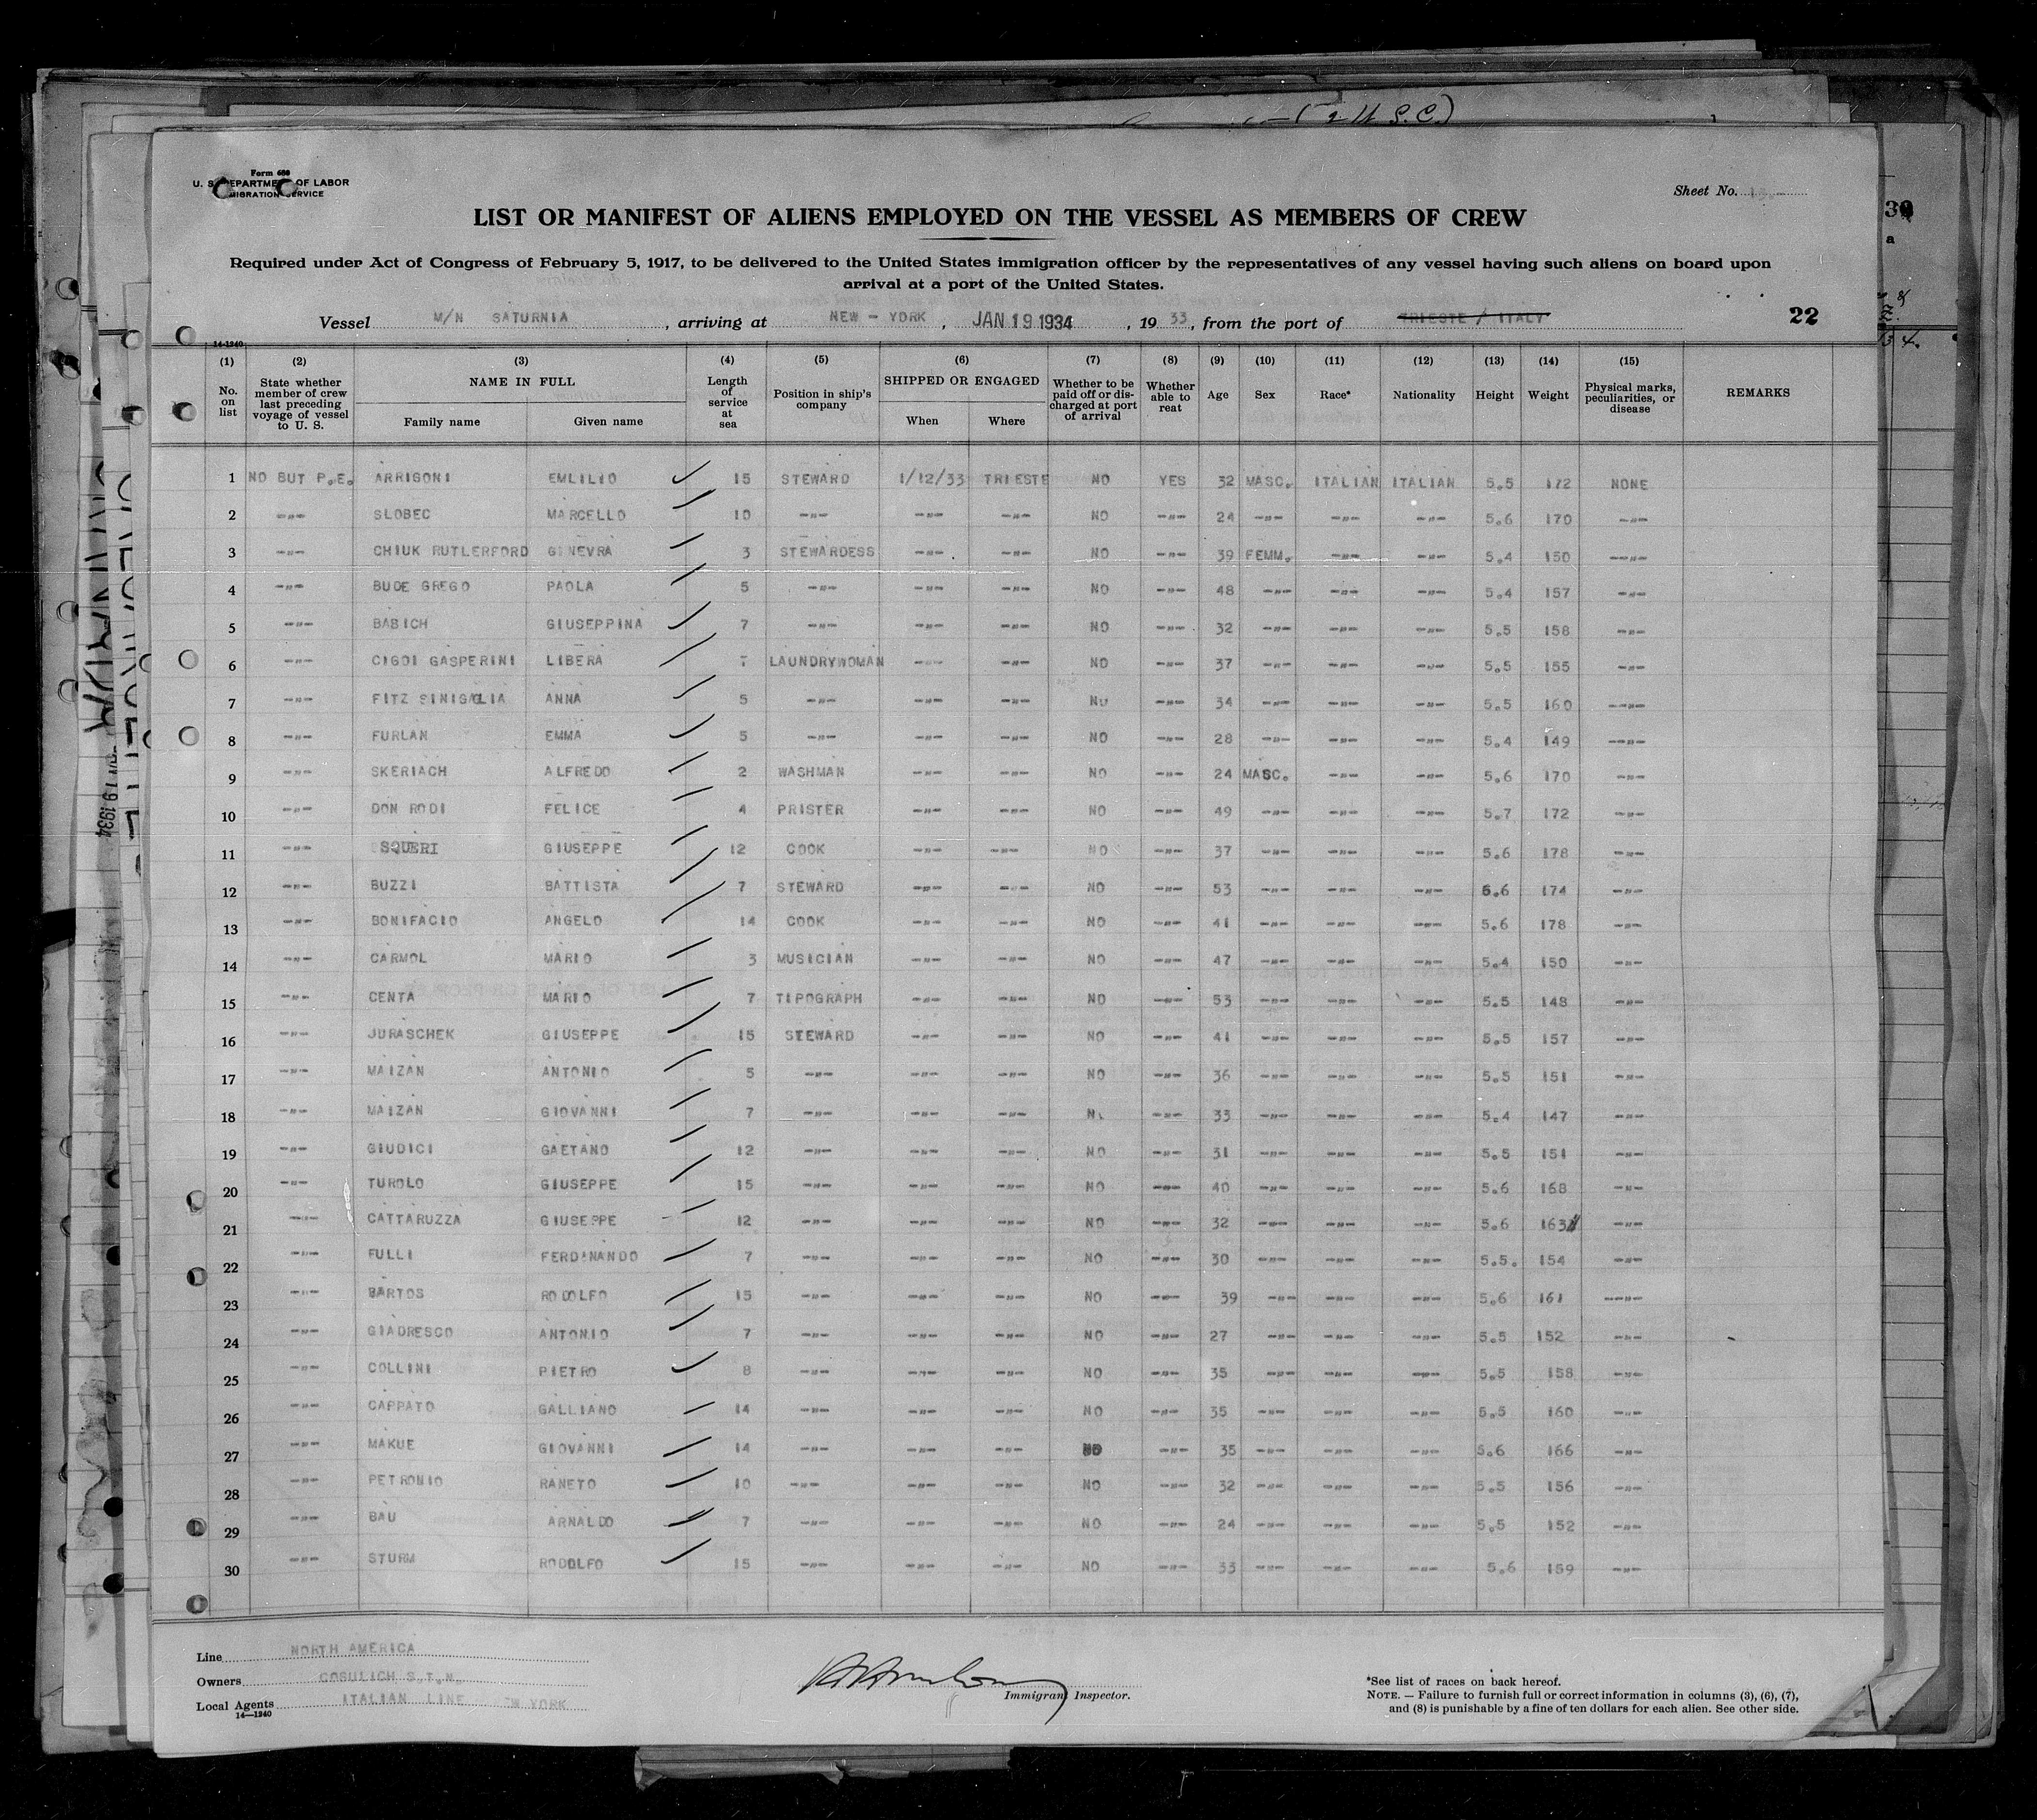 ( 2 U S.C.)
Form 680
U. S. DEPARTMENT OF LABOR
IMMIGRATION SERVICE
Sheet No.
LIST OR MANIFEST OF ALIENS EMPLOYED ON THE VESSEL AS MEMBERS OF CREW
Required under Act of Congress of February 5, 1917, to be delivered to the United States immigration officer by the representatives of any vessel having such aliens on board upon
arrival at a port of the United States.
Vessel M/N SATURNIA, arriving at NEW - YORK, JAN 19 1934, 19 33, from the port of TRIESTE / ITALY 22
14-1240
(1) (2) (3) (4) (5) (6) (7) (8) (9) (10) (11) (12) (13) (14) (15)
No. on list State whether member of crew last preceding voyage of vessel to U. S. NAME IN FULL Family name Given name Length of service at sea Position in ship's company SHIPPED OR ENGAGED When Where Whether to be paid off or discharged at port of arrival Whether able to reat Age Sex Race* Nationality Height Weight Physical marks, peculiarities, or disease REMARKS
1 NO BUT P.E. ARRIGONI EMLILIO 15 STEWARD 1/12/33 TRIESTE NO YES 32 MASC. ITALIAN ITALIAN 5.5 172 NONE
2 -"- SLOBEC MARCELLO 10 -"- -"- -"- NO -"- 24 -"- -"- -"- 5.6 170 -"-
3 -"- CHIUK RUTLERFORD GINEVRA 3 STEWARDESS -"- -"- NO -"- 39 FEMM. -"- -"- 5.4 150 -"-
4 -"- BUDE GREGO PAOLA 5 -"- -"- -"- NO -"- 48 -"- -"- -"- 5.4 157 -"-
5 -"- BABICH GIUSEPPINA 7 -"- -"- -"- NO -"- 32 -"- -"- -"- 5.5 158 -"-
6 -"- CIGOI GASPERINI LIBERA 7 LAUNDRYWOMAN -"- -"- NO -"- 37 -"- -"- -"- 5.5 155 -"-
7 -"- FITZ SINIGAGLIA ANNA 5 -"- -"- -"- NO -"- 34 -"- -"- -"- 5.5 160 -"-
8 -"- FURLAN EMMA 5 -"- -"- -"- NO -"- 28 -"- -"- -"- 5.4 149 -"-
9 -"- SKERIACH ALFREDO 2 WASHMAN -"- -"- NO -"- 24 MASC. -"- -"- 5.6 170 -"-
10 -"- DON RODI FELICE 4 PRISTER -"- -"- NO -"- 49 -"- -"- -"- 5.7 172 -"-
11 -"- SQUERI GIUSEPPE 12 COOK -"- -"- NO -"- 37 -"- -"- -"- 5.6 178 -"-
12 -"- BUZZI BATTISTA 7 STEWARD -"- -"- NO -"- 53 -"- -"- -"- 6.6 174 -"-
13 -"- BONIFACIO ANGELO 14 COOK -"- -"- NO -"- 41 -"- -"- -"- 5.6 178 -"-
14 -"- CARMOL MARIO 3 MUSICIAN -"- -"- NO -"- 47 -"- -"- -"- 5.4 150 -"-
15 -"- CENTA MARIO 7 TIPOGRAPH -"- -"- NO -"- 53 -"- -"- -"- 5.5 148 -"-
16 -"- JURASCHEK GIUSEPPE 15 STEWARD -"- -"- NO -"- 41 -"- -"- -"- 5.5 157 -"-
17 -"- MAIZAN ANTONIO 5 -"- -"- -"- NO -"- 36 -"- -"- -"- 5.5 151 -"-
18 -"- MAIZAN GIOVANNI 7 -"- -"- -"- NO -"- 33 -"- -"- -"- 5.4 147 -"-
19 -"- GIUDICI GAETANO 12 -"- -"- -"- NO -"- 31 -"- -"- -"- 5.5 151 -"-
20 -"- TUROLO GIUSEPPE 15 -"- -"- -"- NO -"- 40 -"- -"- -"- 5.6 168 -"-
21 -"- CATTARUZZA GIUSEPPE 12 -"- -"- -"- NO -"- 32 -"- -"- -"- 5.6 163 -"-
22 -"- FULLI FERDINANDO 7 -"- -"- -"- NO -"- 30 -"- -"- -"- 5.5. 154 -"-
23 -"- BARTOS RODOLFO 15 -"- -"- -"- NO -"- 39 -"- -"- -"- 5.6 161 -"-
24 -"- GIADRESCO ANTONIO 7 -"- -"- -"- NO -"- 27 -"- -"- -"- 5.5 152 -"-
25 -"- COLLINI PIETRO 8 -"- -"- -"- NO -"- 35 -"- -"- -"- 5.5 158 -"-
26 -"- CAPPATO GALLIANO 14 -"- -"- -"- NO -"- 35 -"- -"- -"- 5.5 160 -"-
27 -"- MAKUE GIOVANNI 14 -"- -"- -"- NO -"- 35 -"- -"- -"- 5.6 166 -"-
28 -"- PETRONIO RANETO 10 -"- -"- -"- NO -"- 32 -"- -"- -"- 5.5 156 -"-
29 -"- BAU ARNALDO 7 -"- -"- -"- NO -"- 24 -"- -"- -"- 5.5 152 -"-
30 -"- STURM RODOLFO 15 -"- -"- -"- NO -"- 33 -"- -"- -"- 5.6 159 -"-
Line NORTH AMERICA
Owners COSULICH S.T.N.
Local Agents ITALIAN LINE EW YORK
14-1240
Immigrant Inspector.
*See list of races on back hereof.
NOTE. — Failure to furnish full or correct information in columns (3), (6), (7),
and (8) is punishable by a fine of ten dollars for each alien. See other side.